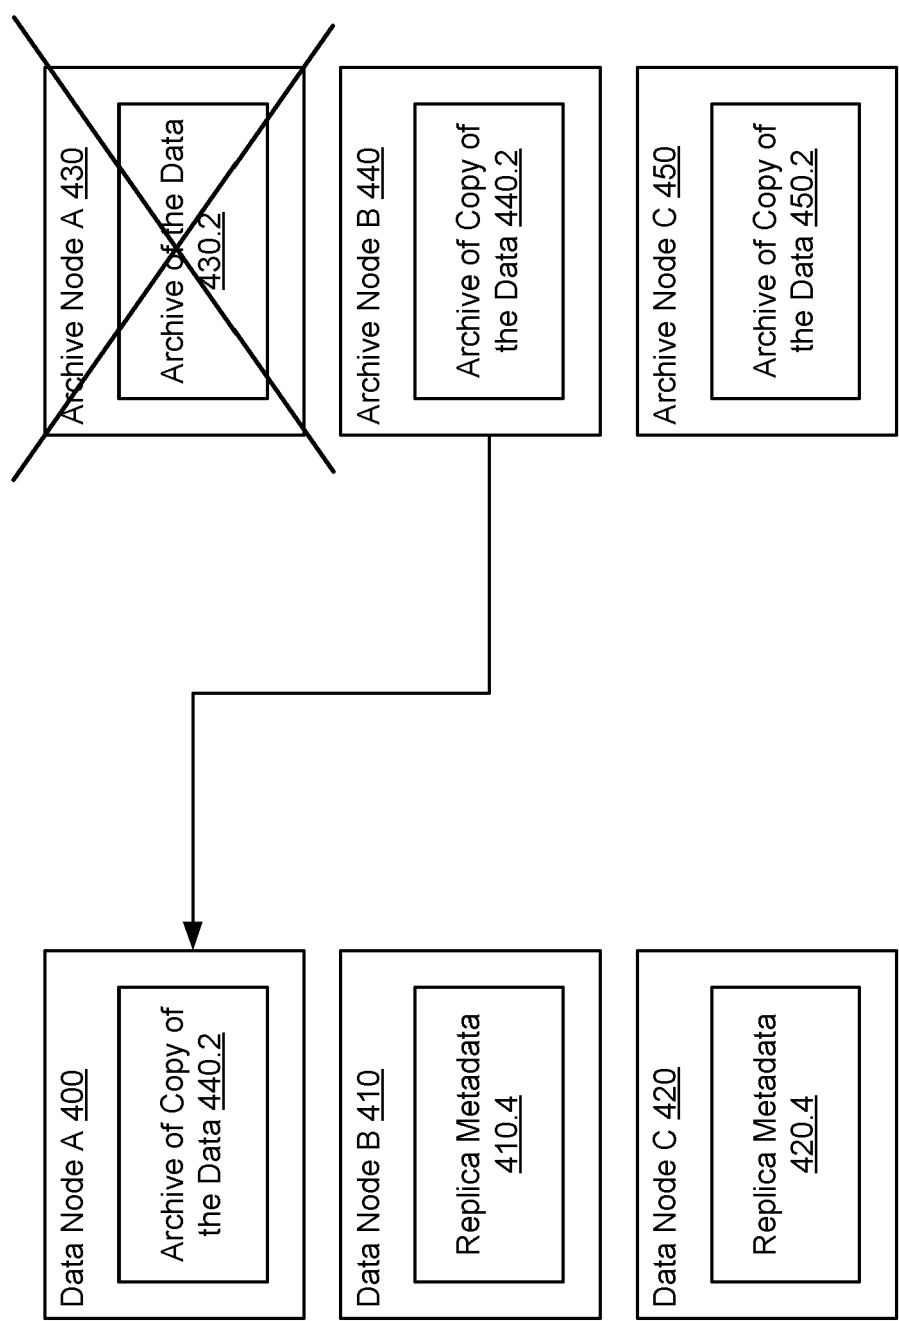 Data Node A 400
Archive of Copy of
the Data 440.2
Archive Node A 430
Archive of the Data
430.2
Data Node B 410
Replica Metadata
410.4
Archive Node B 440
Archive of Copy of
the Data 440.2
Data Node C 420
Replica Metadata
420.4
Archive Node C 450
Archive of Copy of
the Data 450.2